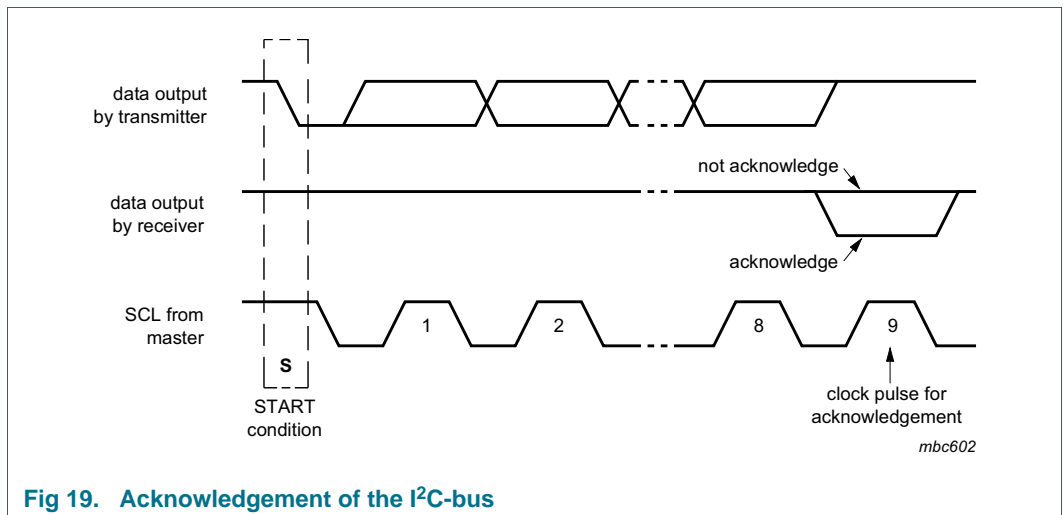 data output
by transmitter
not acknowledge
data output
by receiver
acknowledge
SCL from
master
1
2
8
9
S
START
condition
clock pulse for
acknowledgement
mbc602
Fig 19. Acknowledgement of the I²C-bus